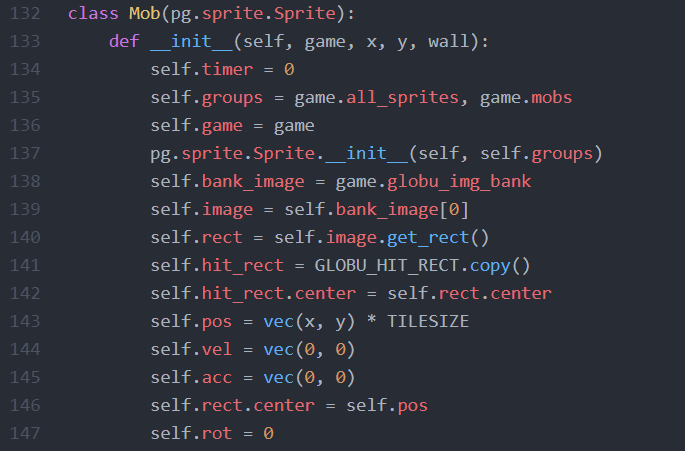 132 class Mob(pg.sprite.Sprite):
133     def __init__(self, game, x, y, wall):
134         self.timer = 0
135         self.groups = game.all_sprites, game.mobs
136         self.game = game
137         pg.sprite.Sprite.__init__(self, self.groups)
138         self.bank_image = game.globu_img_bank
139         self.image = self.bank_image[0]
140         self.rect = self.image.get_rect()
141         self.hit_rect = GLOBU_HIT_RECT.copy()
142         self.hit_rect.center = self.rect.center
143         self.pos = vec(x, y) * TILESIZE
144         self.vel = vec(0, 0)
145         self.acc = vec(0, 0)
146         self.rect.center = self.pos
147         self.rot = 0